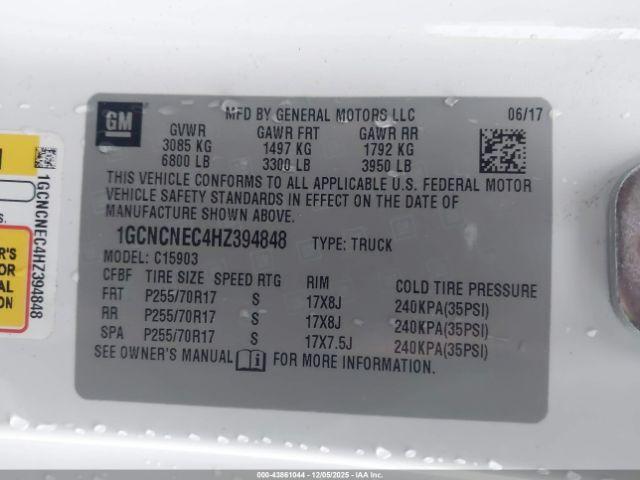 GM
MFD BY GENERAL MOTORS LLC 06/17
GVWR GAWR FRT GAWR RR
3085 KG 1497 KG 1792 KG
6800 LB 3300 LB 3950 LB
THIS VEHICLE CONFORMS TO ALL APPLICABLE U.S. FEDERAL MOTOR
VEHICLE SAFETY STANDARDS IN EFFECT ON THE DATE OF
MANUFACTURE SHOWN ABOVE.
1GCNCNEC4HZ394848 TYPE: TRUCK
MODEL: C15903
CFBF TIRE SIZE SPEED RTG RIM COLD TIRE PRESSURE
FRT P255/70R17 S 17X8J 240KPA(35PSI)
RR P255/70R17 S 17X8J 240KPA(35PSI)
SPA P255/70R17 S 17X7.5J 240KPA(35PSI)
SEE OWNER'S MANUAL i FOR MORE INFORMATION.
1GCNCNEC4HZ394848
000-43861044 • 12/05/2025 • IAA Inc.